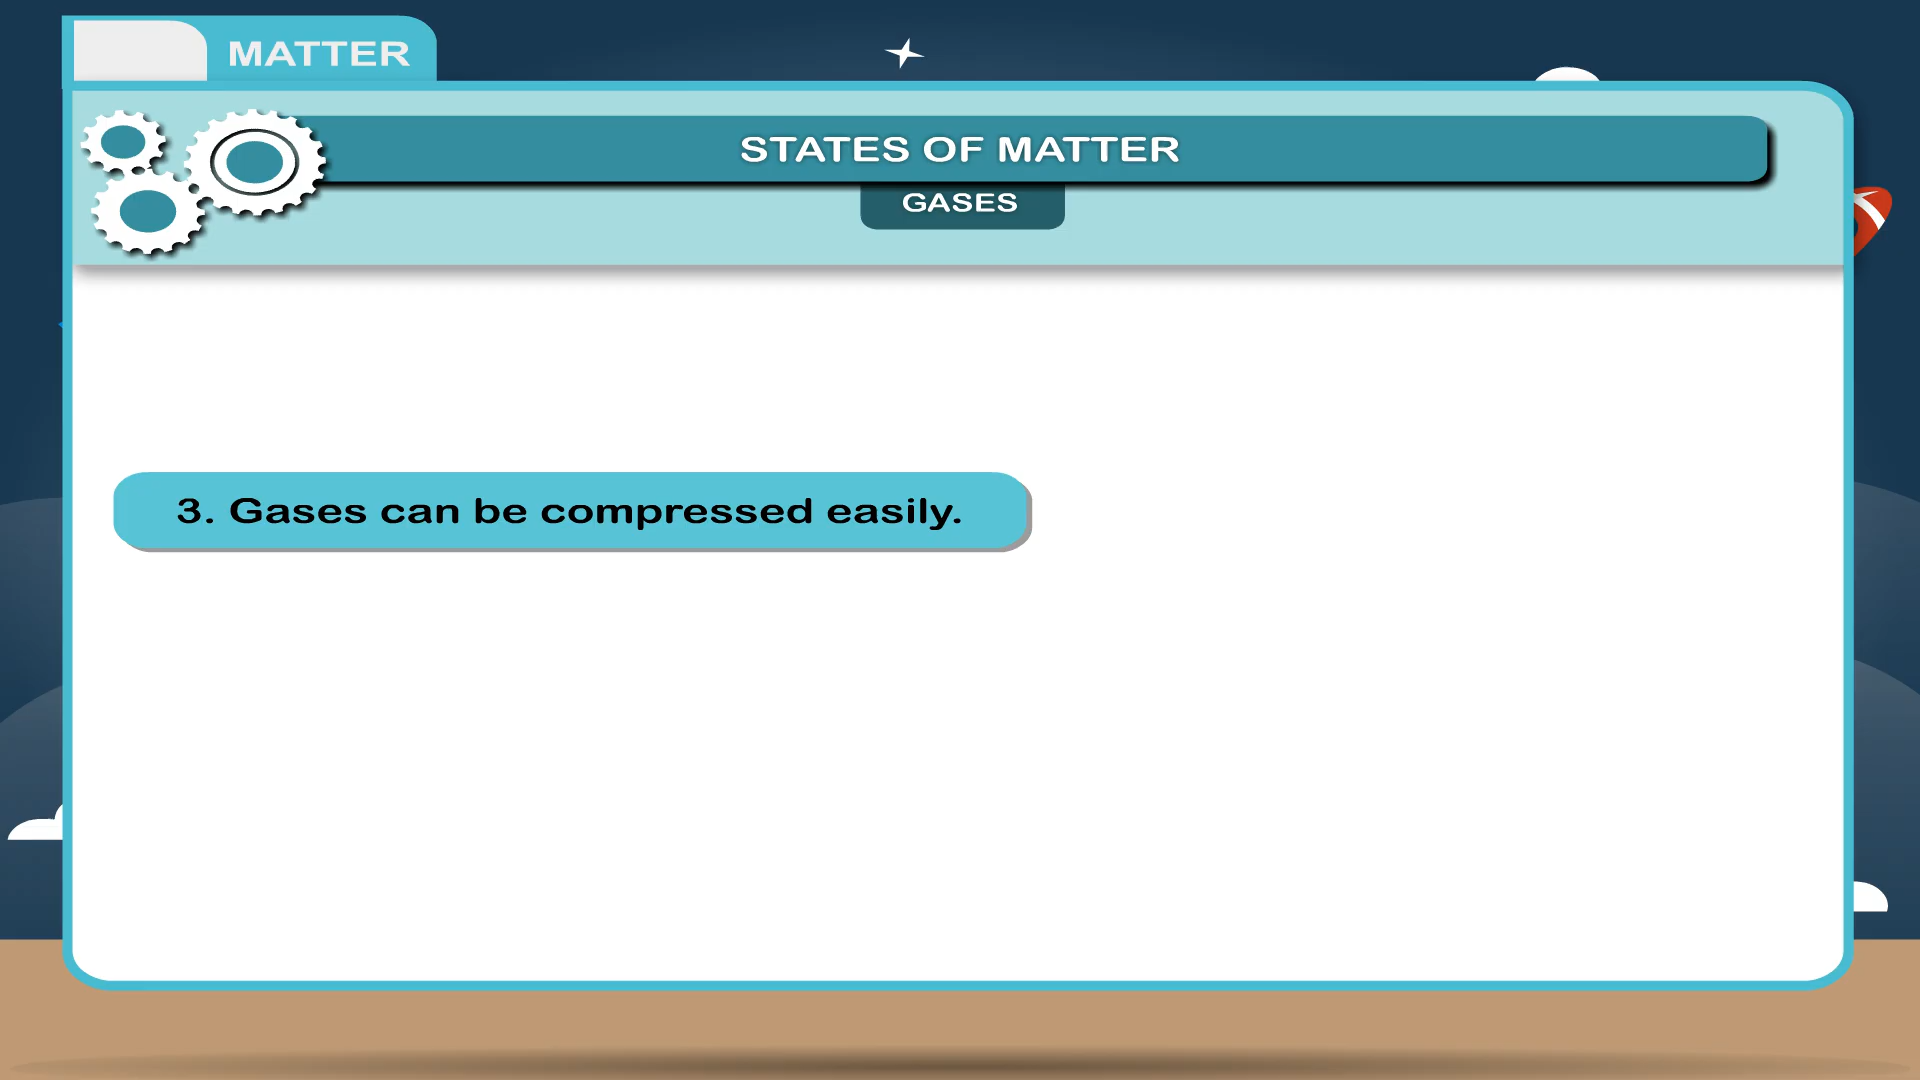 MATTER
STATES OF MATTER
GASES
3. Gases can be compressed easily.